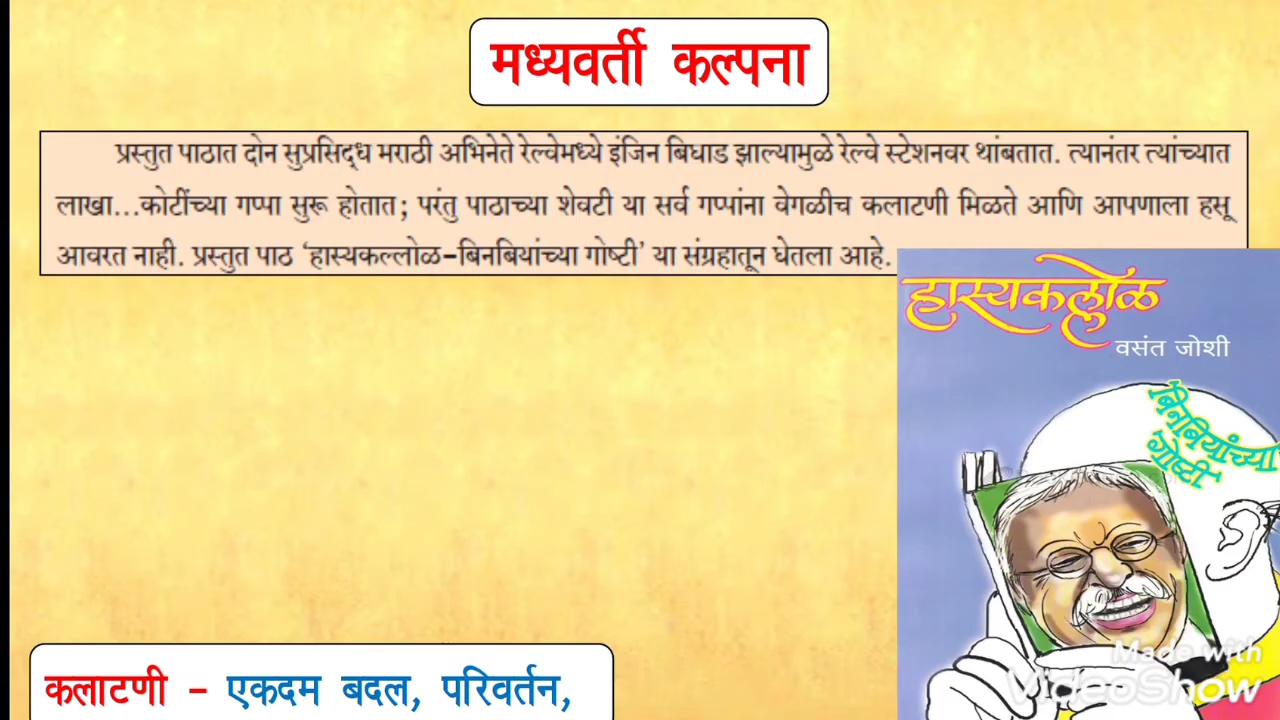 मध्यवर्ती कल्पना
प्रस्तुत पाठात दोन सुप्रसिद्ध मराठी अभिनेते रेल्वेमध्ये इंजिन बिघाड झाल्यामुळे रेल्वे स्टेशनवर थांबतात. त्यानंतर त्यांच्यात
लाखा...कोटींच्या गप्पा सुरू होतात; परंतु पाठाच्या शेवटी या सर्व गप्पांना वेगळीच कलाटणी मिळते आणि आपणाला हसू
आवरत नाही. प्रस्तुत पाठ ‘हास्यकल्लोळ-बिनबियांच्या गोष्टी’ या संग्रहातून घेतला आहे.
हास्यकल्लोळ
वसंत जोशी
बिनबियांच्या
गोष्टी
कलाटणी - एकदम बदल, परिवर्तन,
Made with
VideoShow